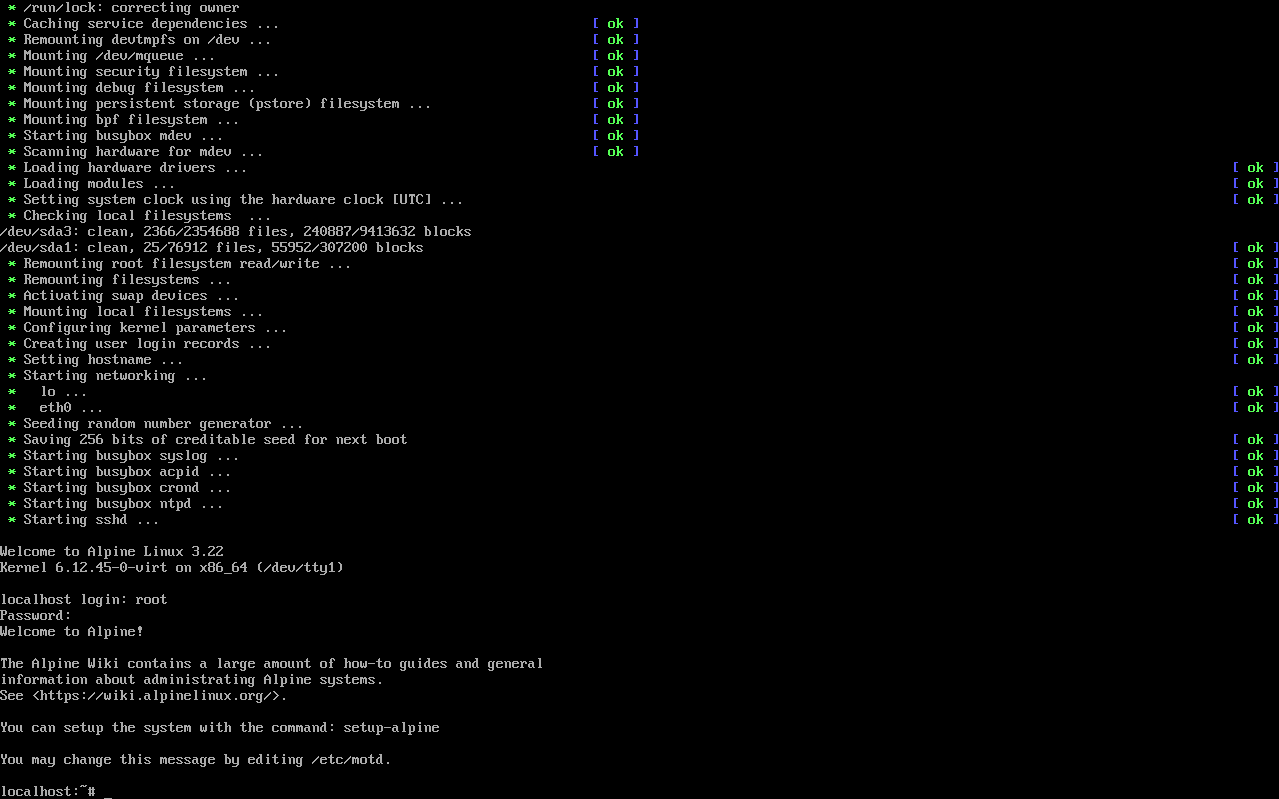 * /run/lock: correcting owner
* Caching service dependencies ... [ ok ]
* Remounting devtmpfs on /dev ... [ ok ]
* Mounting /dev/mqueue ... [ ok ]
* Mounting security filesystem ... [ ok ]
* Mounting debug filesystem ... [ ok ]
* Mounting persistent storage (pstore) filesystem ... [ ok ]
* Mounting bpf filesystem ... [ ok ]
* Starting busybox mdev ... [ ok ]
* Scanning hardware for mdev ... [ ok ]
* Loading hardware drivers ... [ ok ]
* Loading modules ... [ ok ]
* Setting system clock using the hardware clock [UTC] ... [ ok ]
* Checking local filesystems  ...
/dev/sda3: clean, 2366/2354688 files, 240887/9413632 blocks
/dev/sda1: clean, 25/76912 files, 55952/307200 blocks [ ok ]
* Remounting root filesystem read/write ... [ ok ]
* Remounting filesystems ... [ ok ]
* Activating swap devices ... [ ok ]
* Mounting local filesystems ... [ ok ]
* Configuring kernel parameters ... [ ok ]
* Creating user login records ... [ ok ]
* Setting hostname ... [ ok ]
* Starting networking ...
*   lo ... [ ok ]
*   eth0 ... [ ok ]
* Seeding random number generator ...
* Saving 256 bits of creditable seed for next boot [ ok ]
* Starting busybox syslog ... [ ok ]
* Starting busybox acpid ... [ ok ]
* Starting busybox crond ... [ ok ]
* Starting busybox ntpd ... [ ok ]
* Starting sshd ... [ ok ]
Welcome to Alpine Linux 3.22
Kernel 6.12.45-0-virt on x86_64 (/dev/tty1)
localhost login: root
Password:
Welcome to Alpine!
The Alpine Wiki contains a large amount of how-to guides and general
information about administrating Alpine systems.
See <https://wiki.alpinelinux.org/>.
You can setup the system with the command: setup-alpine
You may change this message by editing /etc/motd.
localhost:~# _